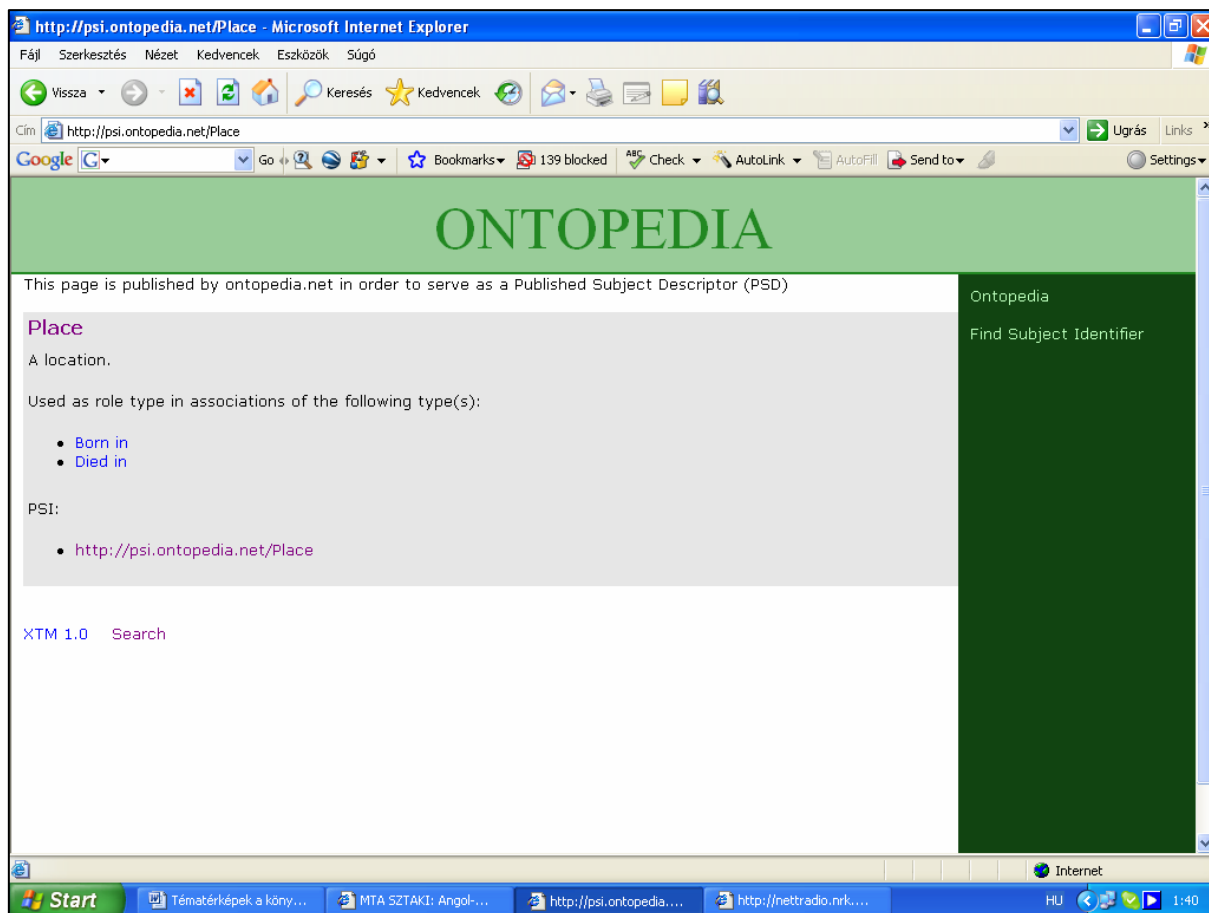 http://psi.ontopedia.net/Place - Microsoft Internet Explorer
Fájl Szerkesztés Nézet Kedvencek Eszközök Súgó
Vissza Keresés Kedvencek
Cím http://psi.ontopedia.net/Place Ugrás Links »
Google G Go Bookmarks 139 blocked ABC Check AutoLink AutoFill Send to Settings
ONTOPEDIA
This page is published by ontopedia.net in order to serve as a Published Subject Descriptor (PSD)
Ontopedia
Find Subject Identifier
Place
A location.
Used as role type in associations of the following type(s):
• Born in
• Died in
PSI:
• http://psi.ontopedia.net/Place
XTM 1.0 Search
Internet
Start Tématérképek a köny... MTA SZTAKI: Angol-... http://psi.ontopedia.... http://nettradio.nrk.... HU 1:40